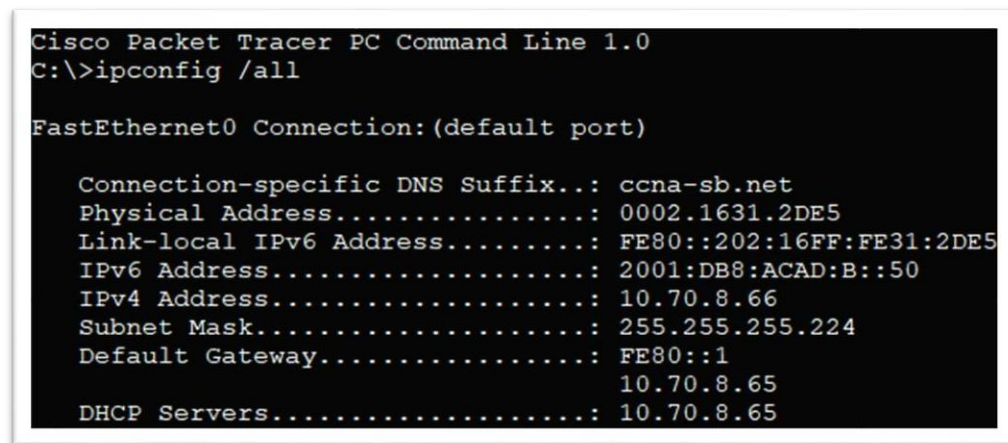 Cisco Packet Tracer PC Command Line 1.0
C:\>ipconfig /all
FastEthernet0 Connection:(default port)
Connection-specific DNS Suffix..: ccna-sb.net
Physical Address................: 0002.1631.2DE5
Link-local IPv6 Address.........: FE80::202:16FF:FE31:2DE5
IPv6 Address....................: 2001:DB8:ACAD:B::50
IPv4 Address....................: 10.70.8.66
Subnet Mask.....................: 255.255.255.224
Default Gateway.................: FE80::1
10.70.8.65
DHCP Servers....................: 10.70.8.65